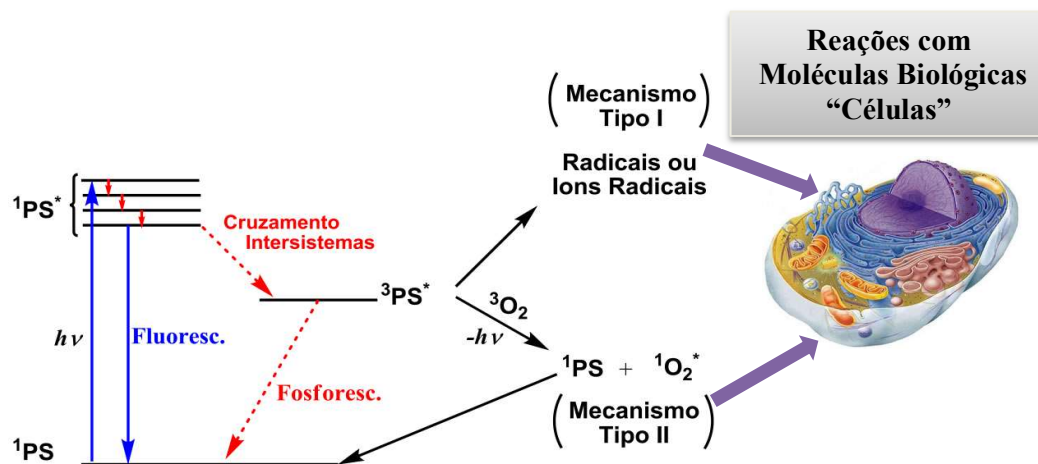 Reações com
Moléculas Biológicas
“Células”
(Mecanismo
Tipo I)
Radicais ou
Ions Radicais
¹PS*
Cruzamento
Intersistemas
³PS*
³O₂
-hν
hν
Fluoresc.
¹PS + ¹O₂*
Fosforesc.
(Mecanismo
Tipo II)
¹PS